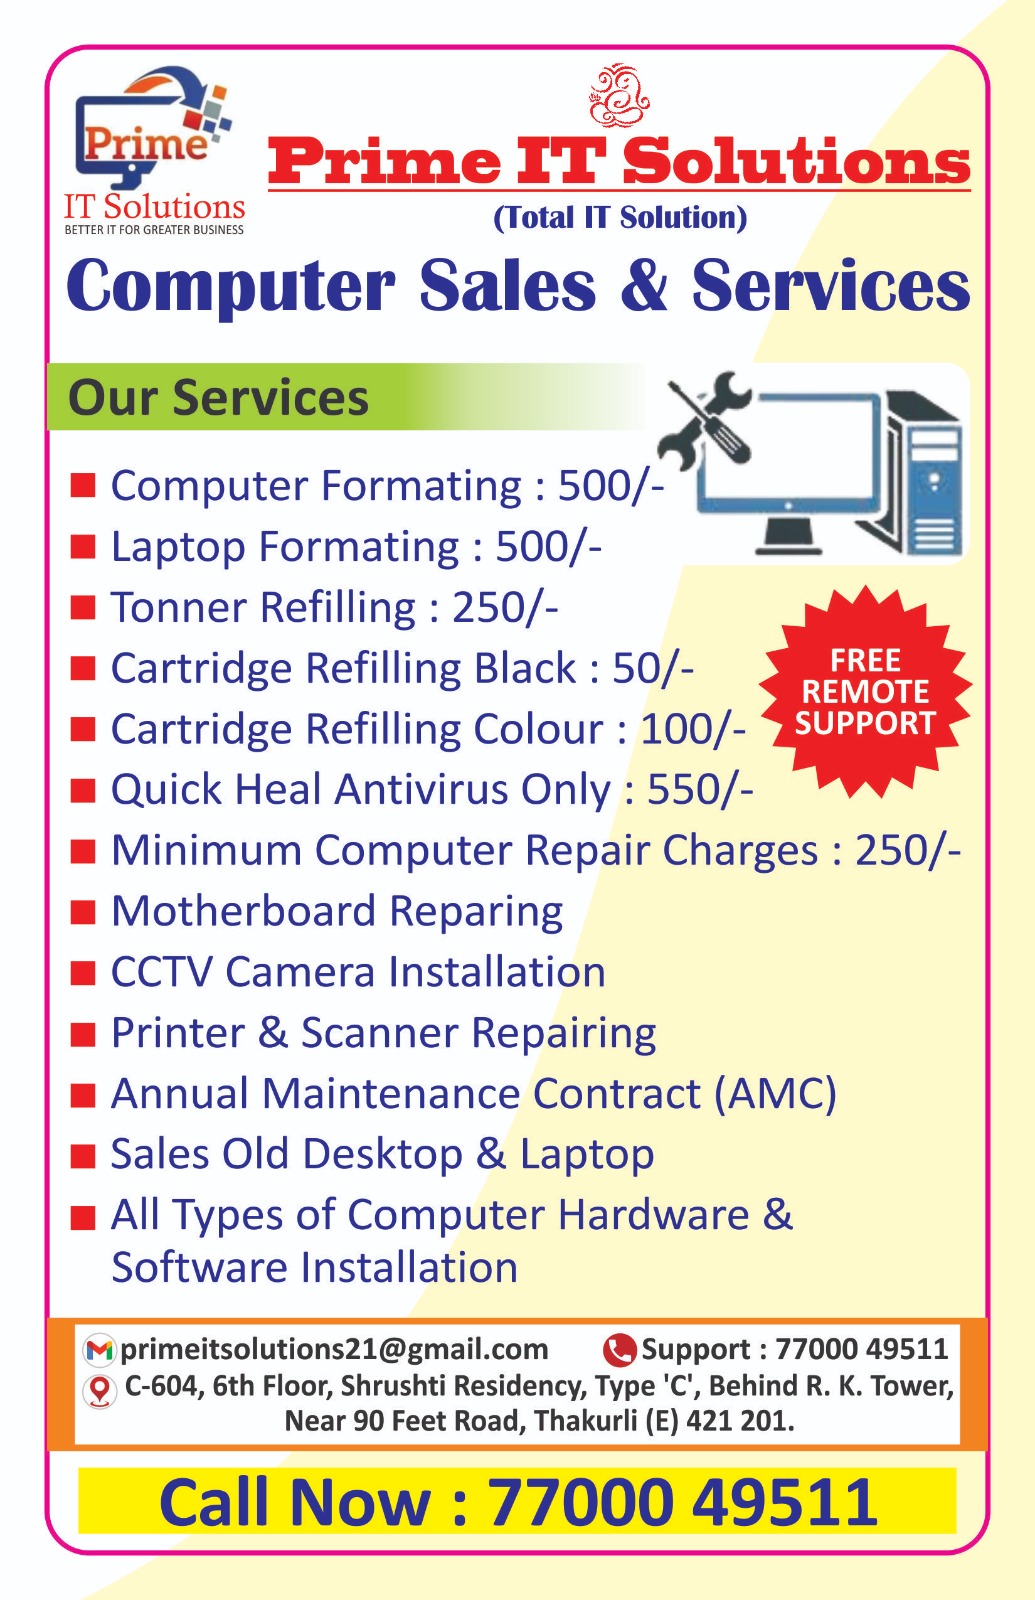 Prime
IT Solutions
BETTER IT FOR GREATER BUSINESS
Prime IT Solutions
(Total IT Solution)
Computer Sales & Services
Our Services
Computer Formating : 500/-
Laptop Formating : 500/-
Tonner Refilling : 250/-
Cartridge Refilling Black : 50/-
Cartridge Refilling Colour : 100/-
Quick Heal Antivirus Only : 550/-
Minimum Computer Repair Charges : 250/-
Motherboard Reparing
CCTV Camera Installation
Printer & Scanner Repairing
Annual Maintenance Contract (AMC)
Sales Old Desktop & Laptop
All Types of Computer Hardware &
Software Installation
FREE
REMOTE
SUPPORT
primeitsolutions21@gmail.com
Support : 77000 49511
C-604, 6th Floor, Shrushti Residency, Type 'C', Behind R. K. Tower,
Near 90 Feet Road, Thakurli (E) 421 201.
Call Now : 77000 49511